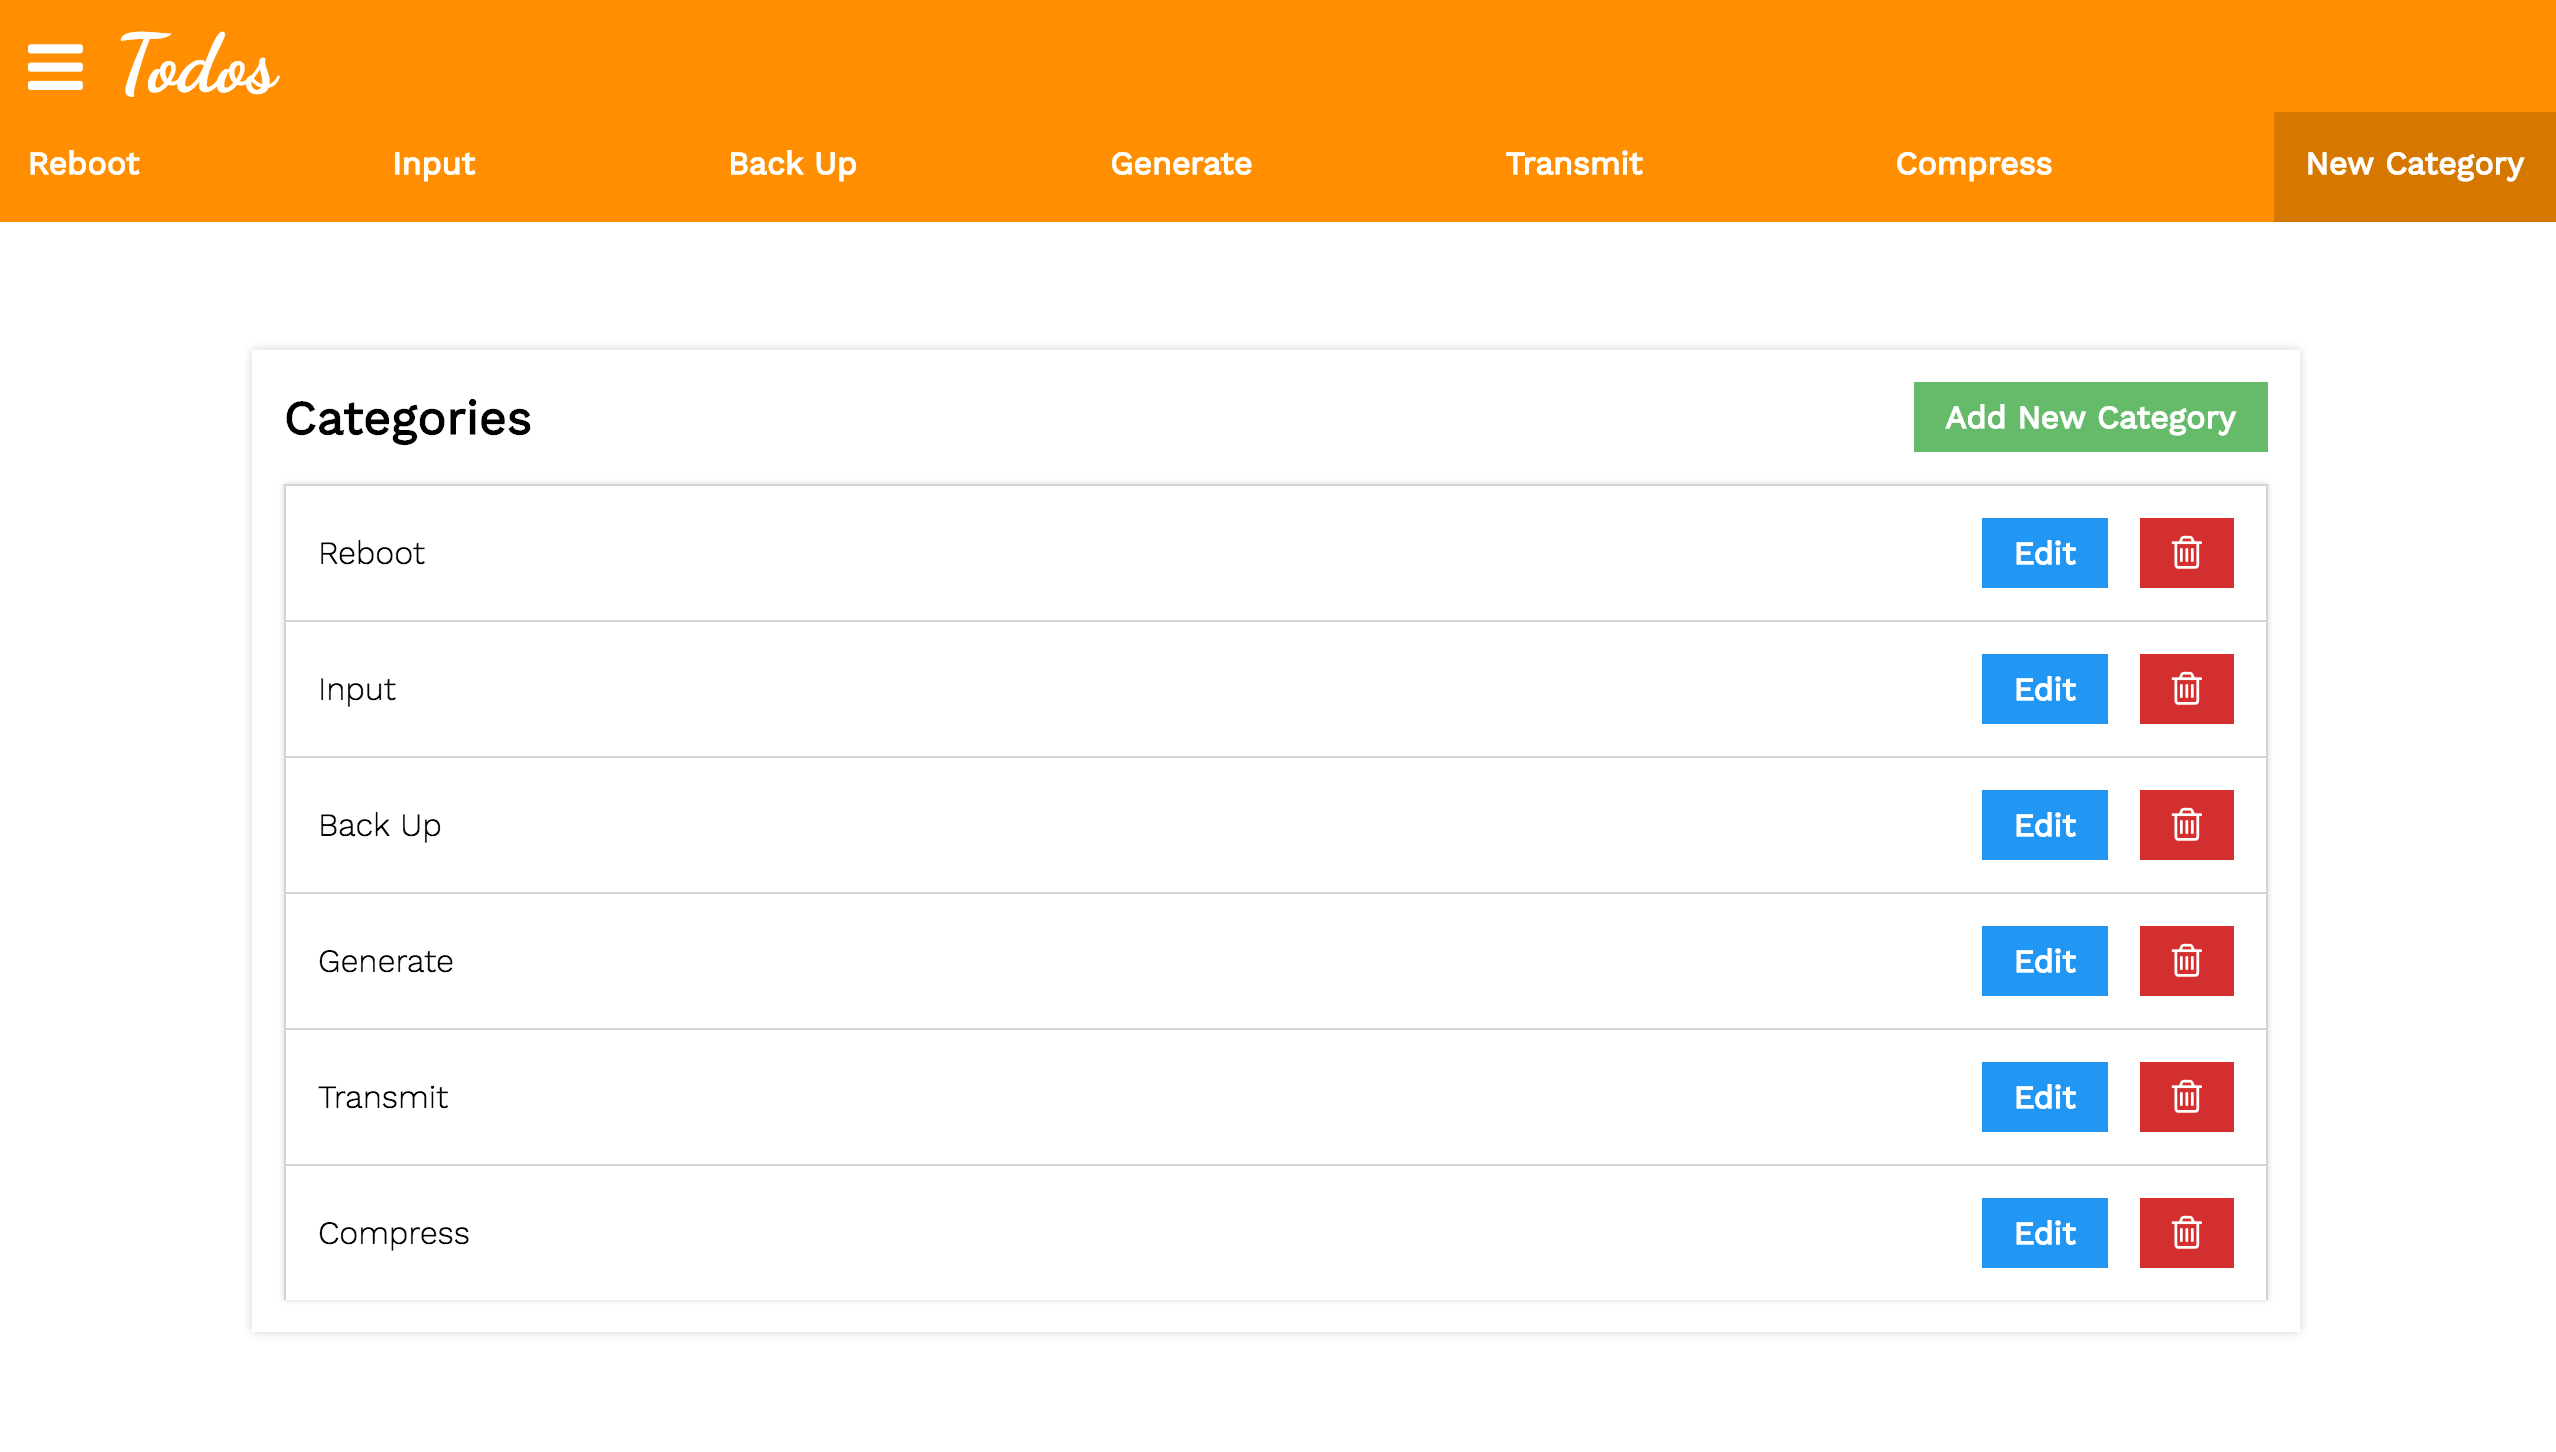 Todos
Reboot Input Back Up Generate Transmit Compress New Category
Categories Add New Category
Reboot Edit
Input Edit
Back Up Edit
Generate Edit
Transmit Edit
Compress Edit